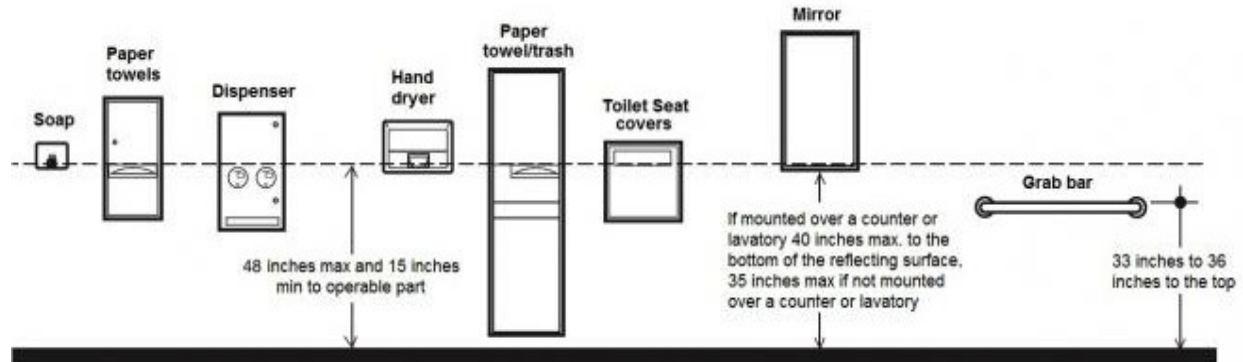 Soap
Paper
towels
Dispenser
Hand
dryer
Paper
towel/trash
Toilet Seat
covers
Mirror
Grab bar
48 inches max and 15 inches
min to operable part
If mounted over a counter or
lavatory 40 inches max. to the
bottom of the reflecting surface,
35 inches max if not mounted
over a counter or lavatory
33 inches to 36
inches to the top